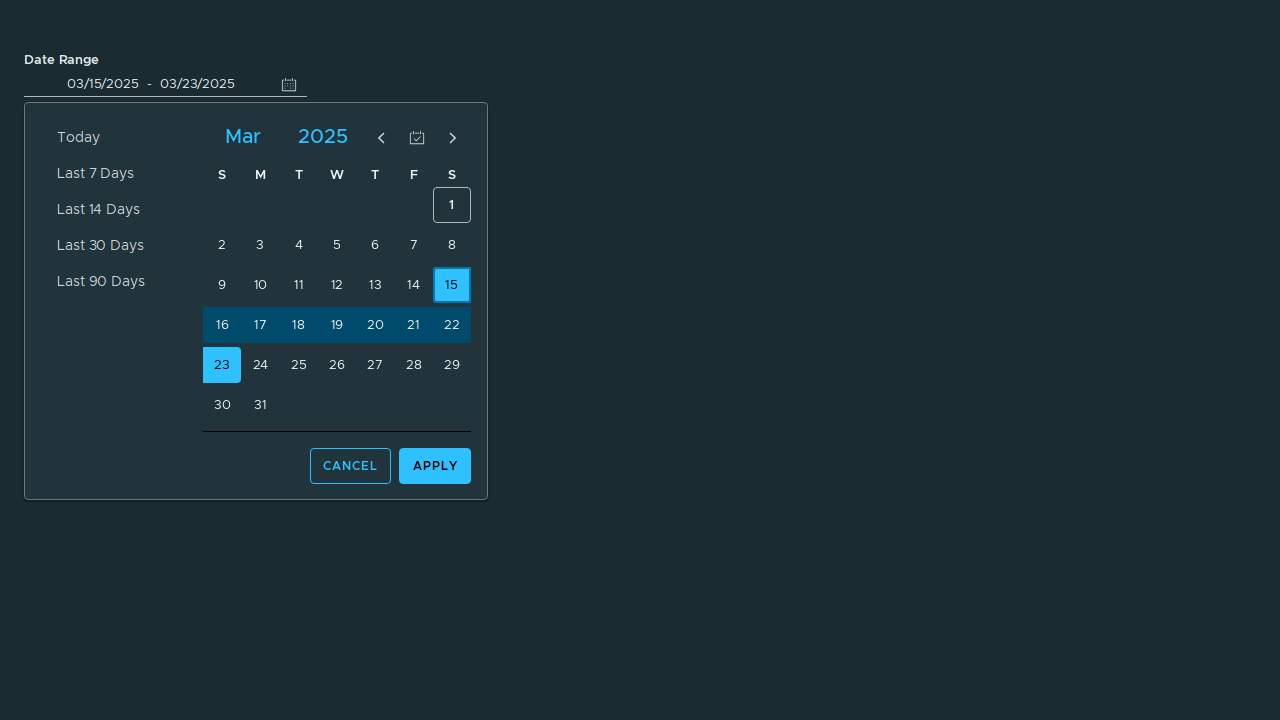 Date Range
03/15/2025 - 03/23/2025
Today
Last 7 Days
Last 14 Days
Last 30 Days
Last 90 Days
Mar 2025
S M T W T F S
1
2 3 4 5 6 7 8
9 10 11 12 13 14 15
16 17 18 19 20 21 22
23 24 25 26 27 28 29
30 31
CANCEL APPLY